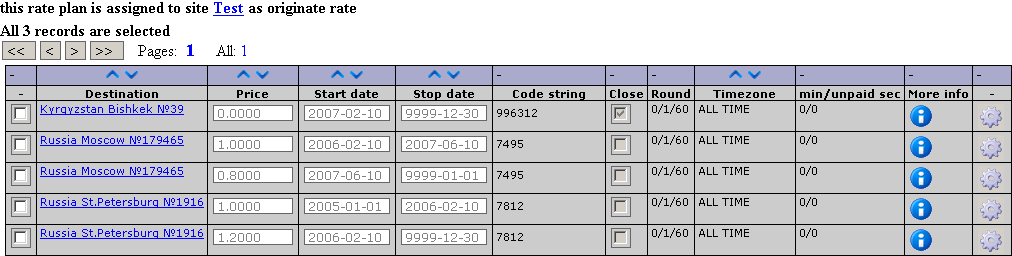 this rate plan is assigned to site Test as originate rate
All 3 records are selected
<< < > >> Pages: 1 All: 1
- - - - - -
- Destination Price Start date Stop date Code string Close Round Timezone min/unpaid sec More info -
Kyrgyzstan Bishkek №39 0.0000 2007-02-10 9999-12-30 996312 0/1/60 ALL TIME 0/0
Russia Moscow №179465 1.0000 2006-02-10 2007-06-10 7495 0/1/60 ALL TIME 0/0
Russia Moscow №179465 0.8000 2007-06-10 9999-01-01 7495 0/1/60 ALL TIME 0/0
Russia St.Petersburg №1916 1.0000 2005-01-01 2006-02-10 7812 0/1/60 ALL TIME 0/0
Russia St.Petersburg №1916 1.2000 2006-02-10 9999-12-30 7812 0/1/60 ALL TIME 0/0